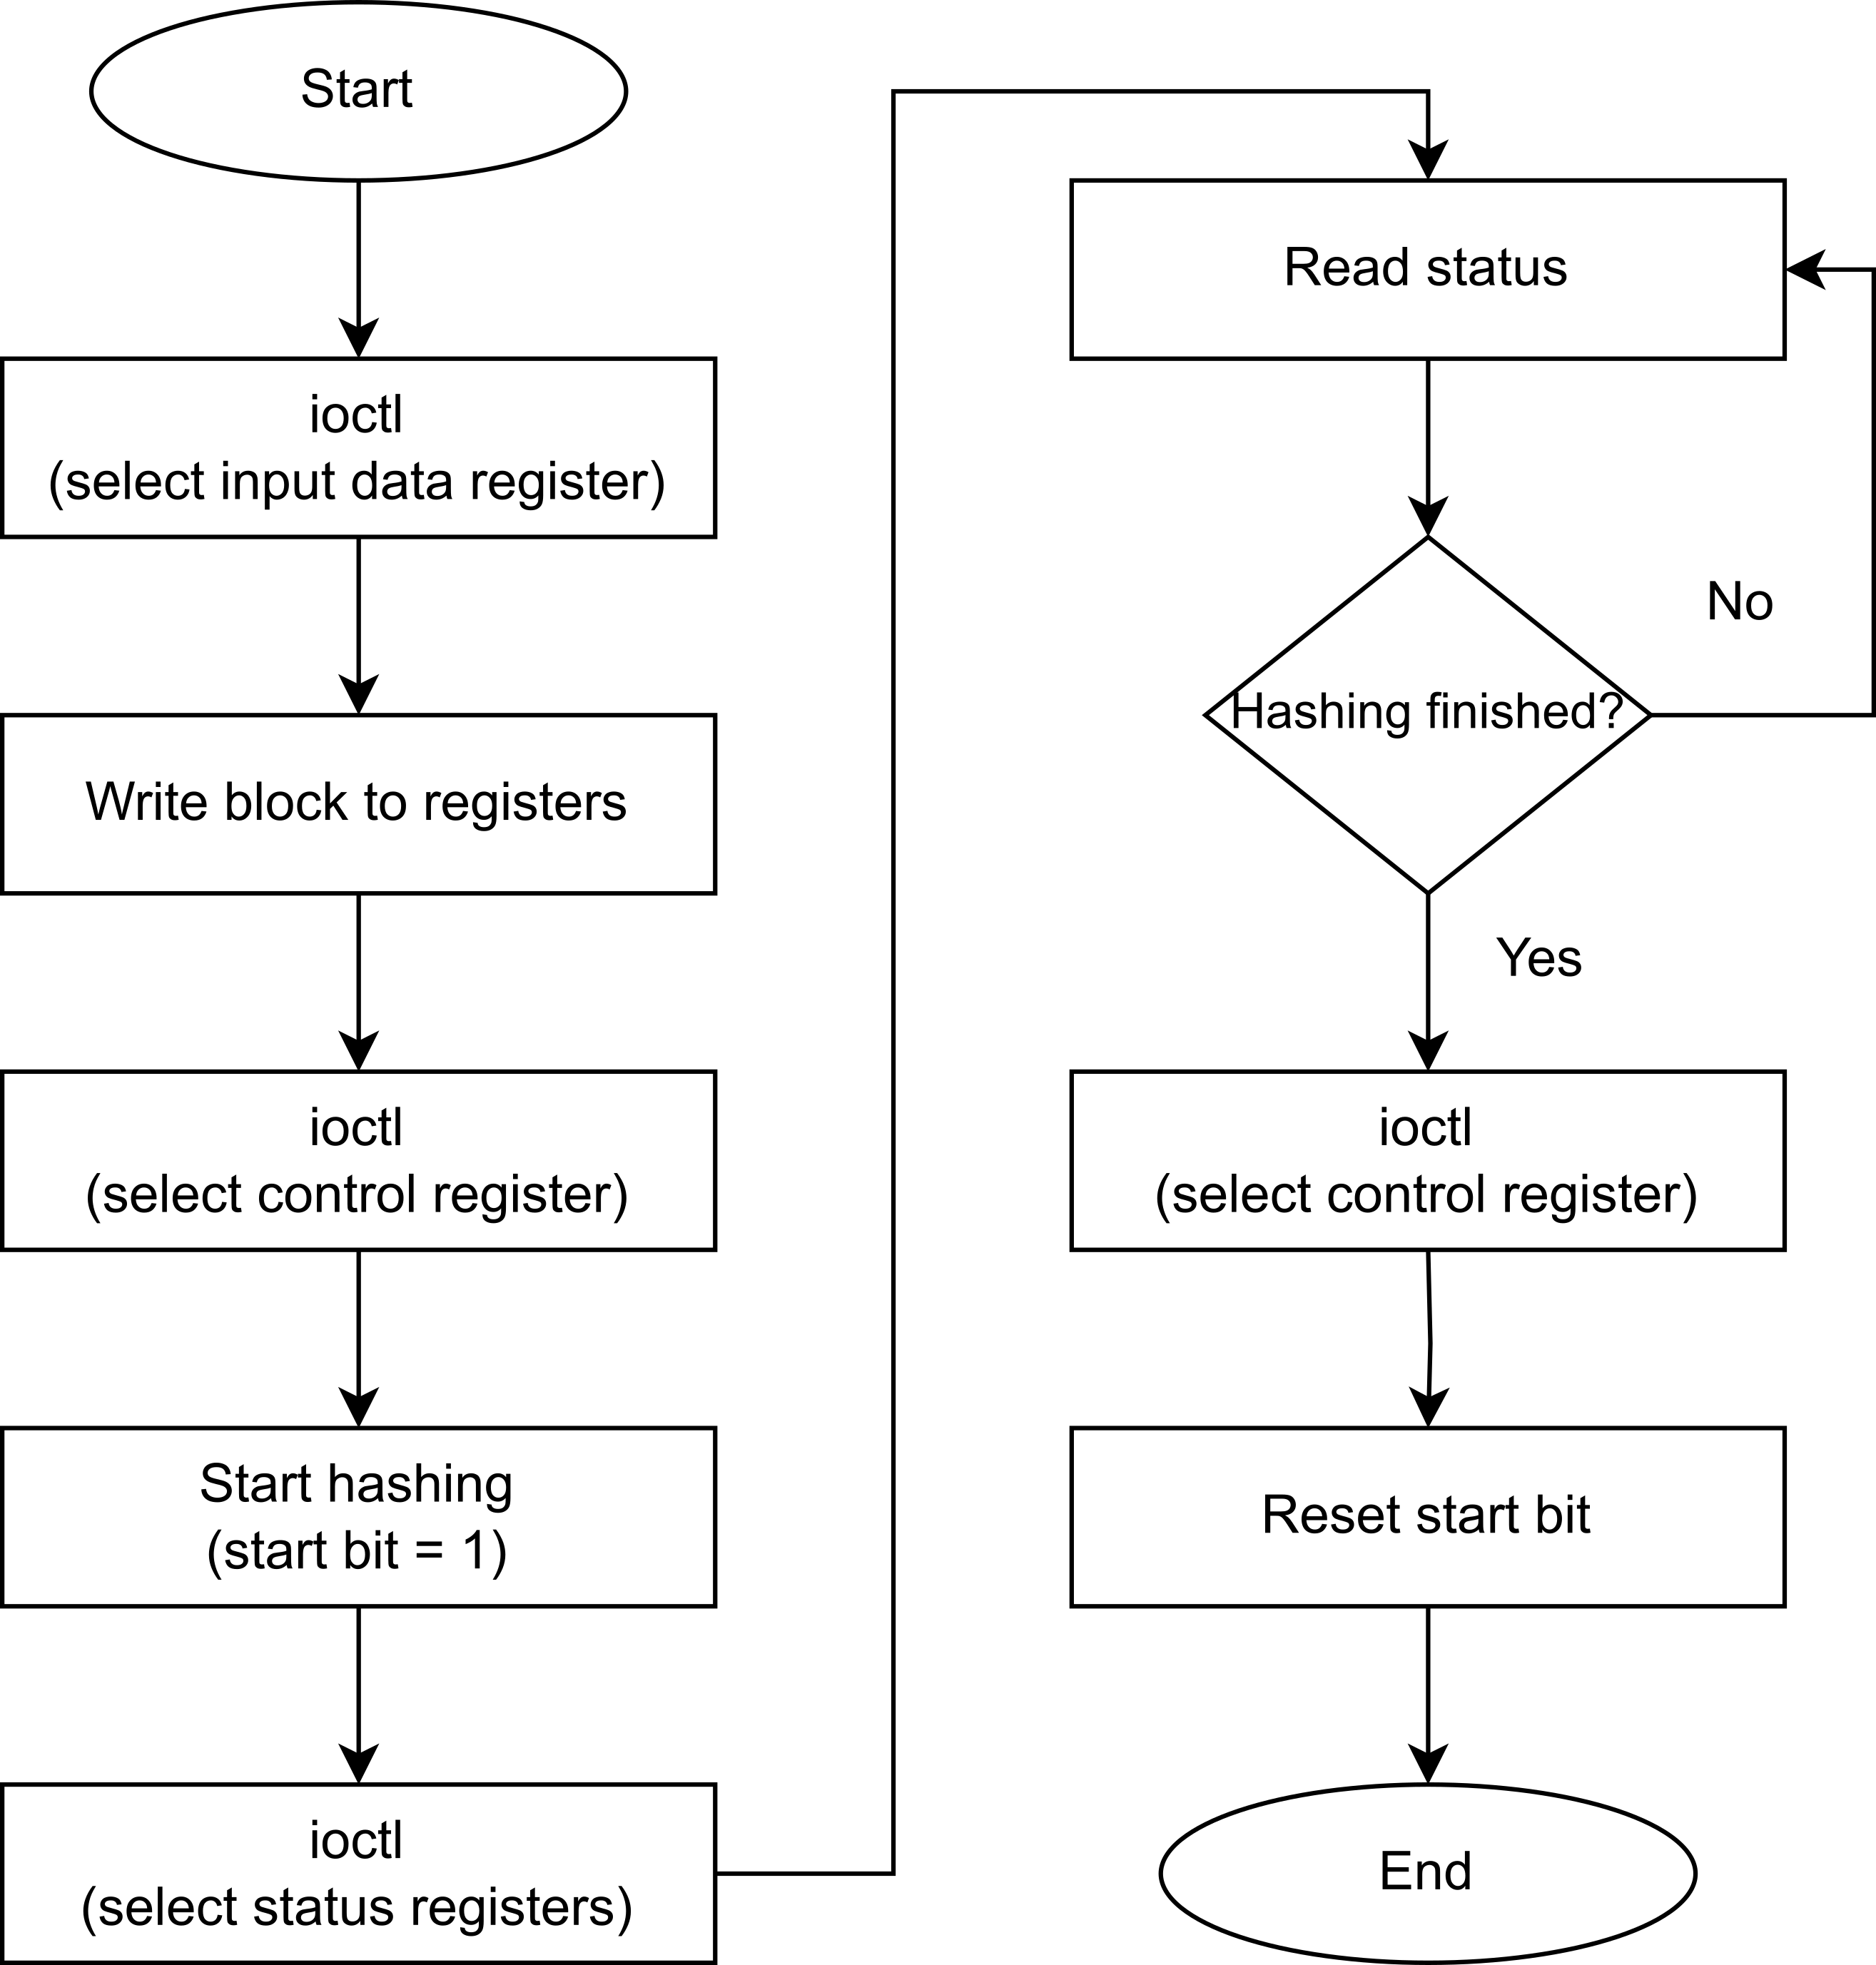 Start
ioctl
(select input data register)
Write block to registers
ioctl
(select control register)
Start hashing
(start bit = 1)
ioctl
(select status registers)
Read status
Hashing finished?
No
Yes
ioctl
(select control register)
Reset start bit
End